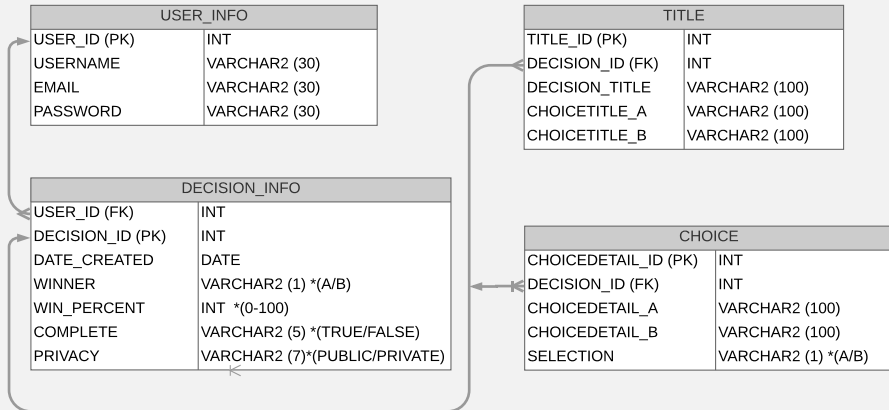 USER_INFO
USER_ID (PK) INT
USERNAME VARCHAR2 (30)
EMAIL VARCHAR2 (30)
PASSWORD VARCHAR2 (30)
TITLE
TITLE_ID (PK) INT
DECISION_ID (FK) INT
DECISION_TITLE VARCHAR2 (100)
CHOICETITLE_A VARCHAR2 (100)
CHOICETITLE_B VARCHAR2 (100)
DECISION_INFO
USER_ID (FK) INT
DECISION_ID (PK) INT
DATE_CREATED DATE
WINNER VARCHAR2 (1) *(A/B)
WIN_PERCENT INT *(0-100)
COMPLETE VARCHAR2 (5) *(TRUE/FALSE)
PRIVACY VARCHAR2 (7)*(PUBLIC/PRIVATE)
CHOICE
CHOICEDETAIL_ID (PK) INT
DECISION_ID (FK) INT
CHOICEDETAIL_A VARCHAR2 (100)
CHOICEDETAIL_B VARCHAR2 (100)
SELECTION VARCHAR2 (1) *(A/B)